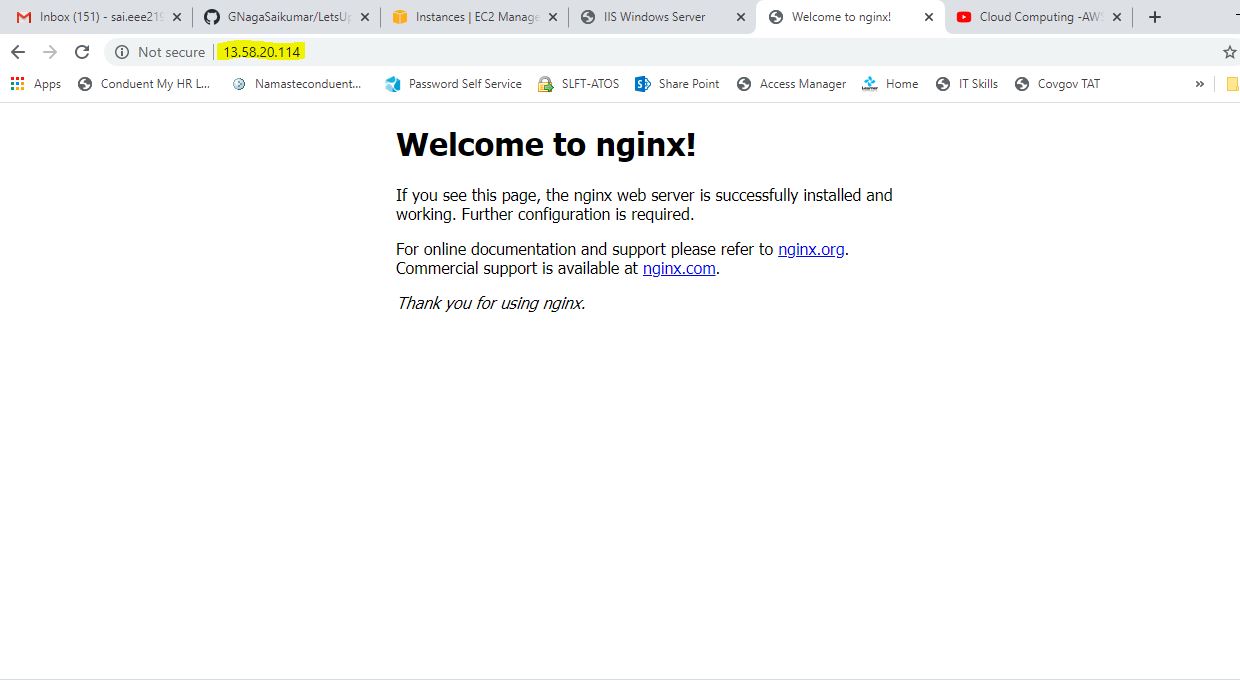 Inbox (151) - sai.eee219
GNagaSaikumar/LetsUp
Instances | EC2 Manage
IIS Windows Server
Welcome to nginx!
Cloud Computing -AWS
Not secure
13.58.20.114
Apps
Conduent My HR L...
Namasteconduent...
Password Self Service
SLFT-ATOS
Share Point
Access Manager
Home
IT Skills
Covgov TAT
»
Welcome to nginx!
If you see this page, the nginx web server is successfully installed and
working. Further configuration is required.
For online documentation and support please refer to nginx.org.
Commercial support is available at nginx.com.
Thank you for using nginx.